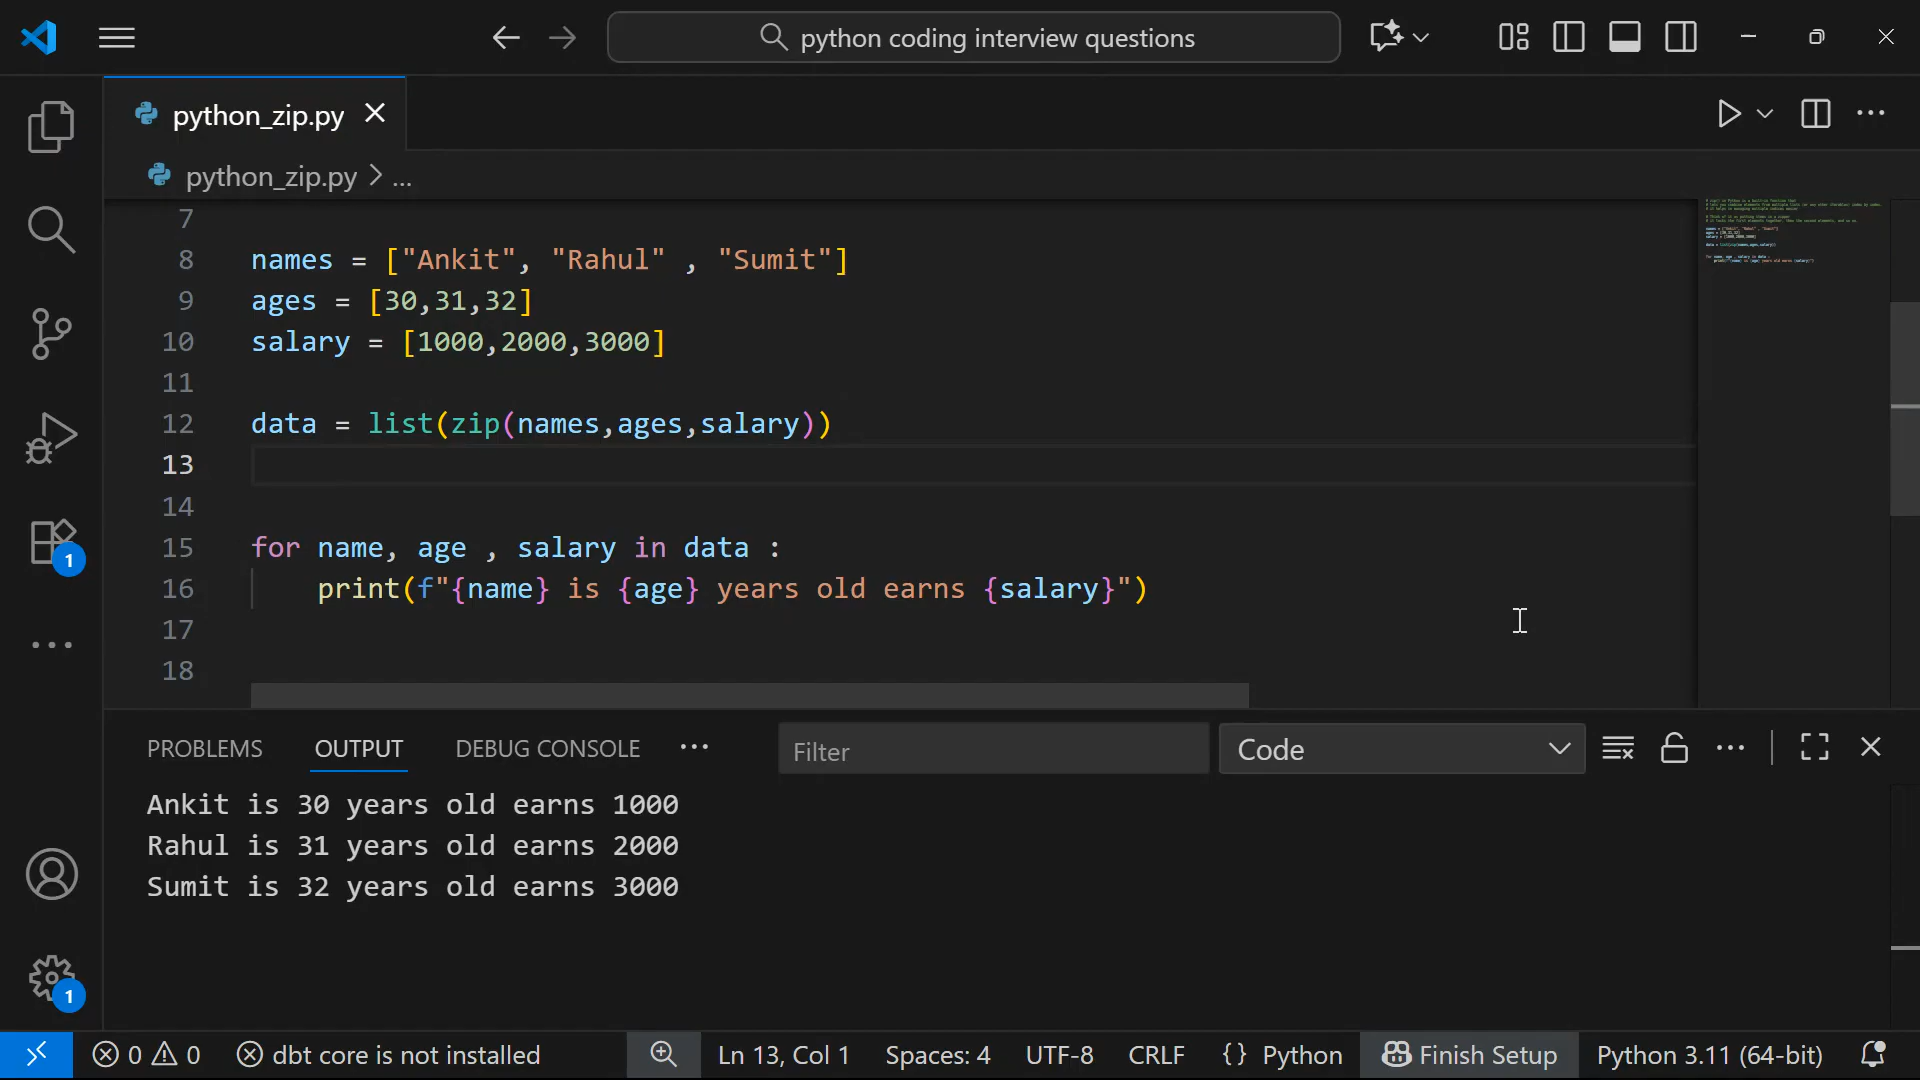 python coding interview questions
python_zip.py
python_zip.py > ...
7
8 names = ["Ankit", "Rahul" , "Sumit"]
9 ages = [30,31,32]
10 salary = [1000,2000,3000]
11
12 data = list(zip(names,ages,salary))
13
14
15 for name, age , salary in data :
16     print(f"{name} is {age} years old earns {salary}")
17
18
1
1
PROBLEMS OUTPUT DEBUG CONSOLE ... Filter Code
Ankit is 30 years old earns 1000
Rahul is 31 years old earns 2000
Sumit is 32 years old earns 3000
0 0 dbt core is not installed Ln 13, Col 1 Spaces: 4 UTF-8 CRLF {} Python Finish Setup Python 3.11 (64-bit)